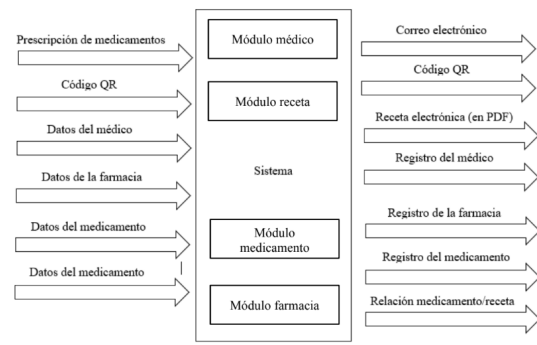 Prescripción de medicamentos
Código QR
Datos del médico
Datos de la farmacia
Datos del medicamento
Datos del medicamento
Módulo médico
Módulo receta
Sistema
Módulo
medicamento
Módulo farmacia
Correo electrónico
Código QR
Receta electrónica (en PDF)
Registro del médico
Registro de la farmacia
Registro del medicamento
Relación medicamento/receta